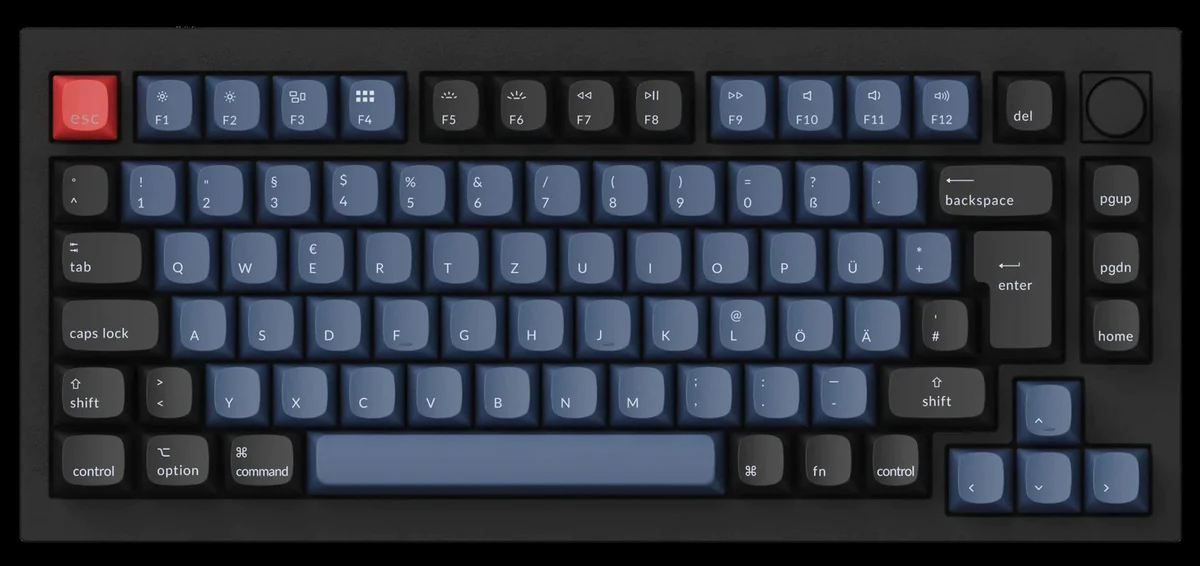 esc F1 F2 F3 F4 F5 F6 F7 F8 F9 F10 F11 F12 del
° ! " § $ % & / ( ) = ? `
^ 1 2 3 4 5 6 7 8 9 0 ß ´ backspace pgup
€ *
tab Q W E R T Z U I O P Ü + enter pgdn
@ '
caps lock A S D F G H J K L Ö Ä # home
> ; : —
shift < Y X C V B N M , . - shift ^
control ⌥ option ⌘ command ⌘ fn control < ⌄ >